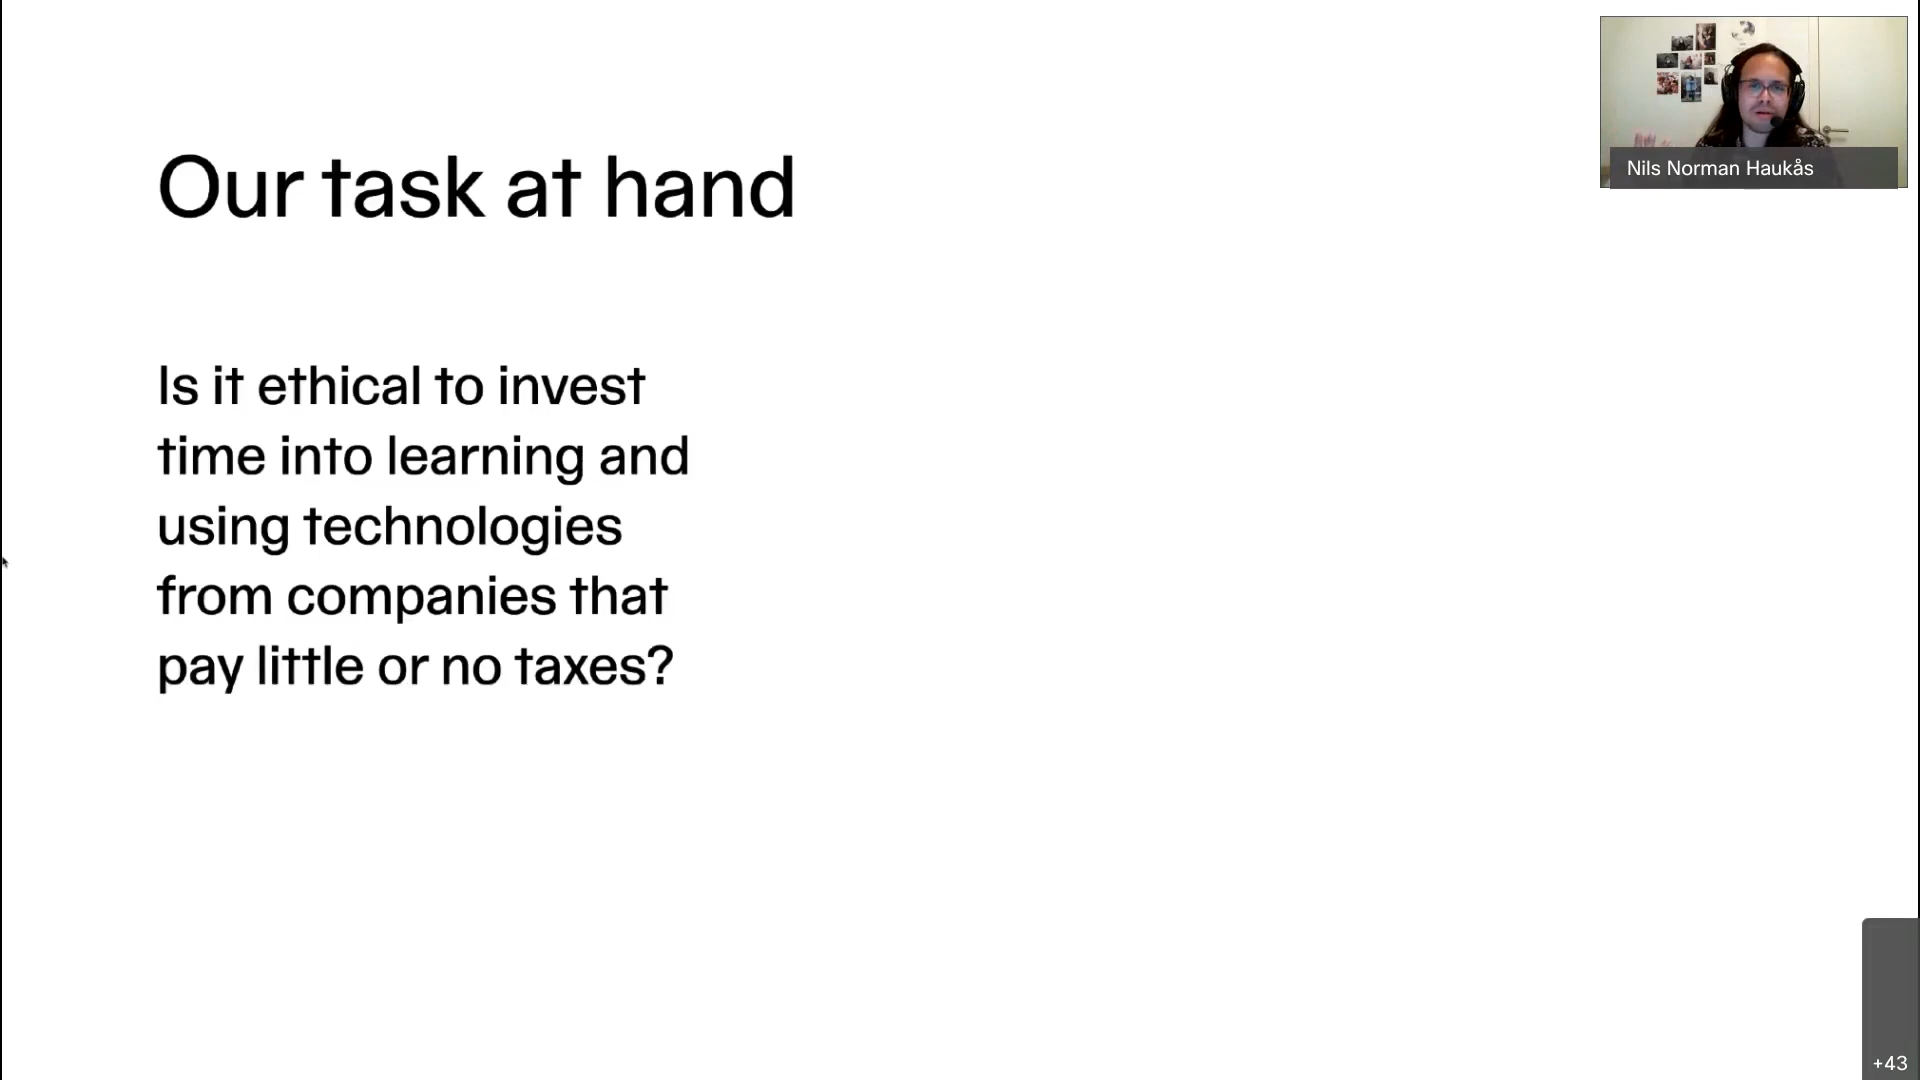 Our task at hand
Is it ethical to invest
time into learning and
using technologies
from companies that
pay little or no taxes?
Nils Norman Haukås
+43